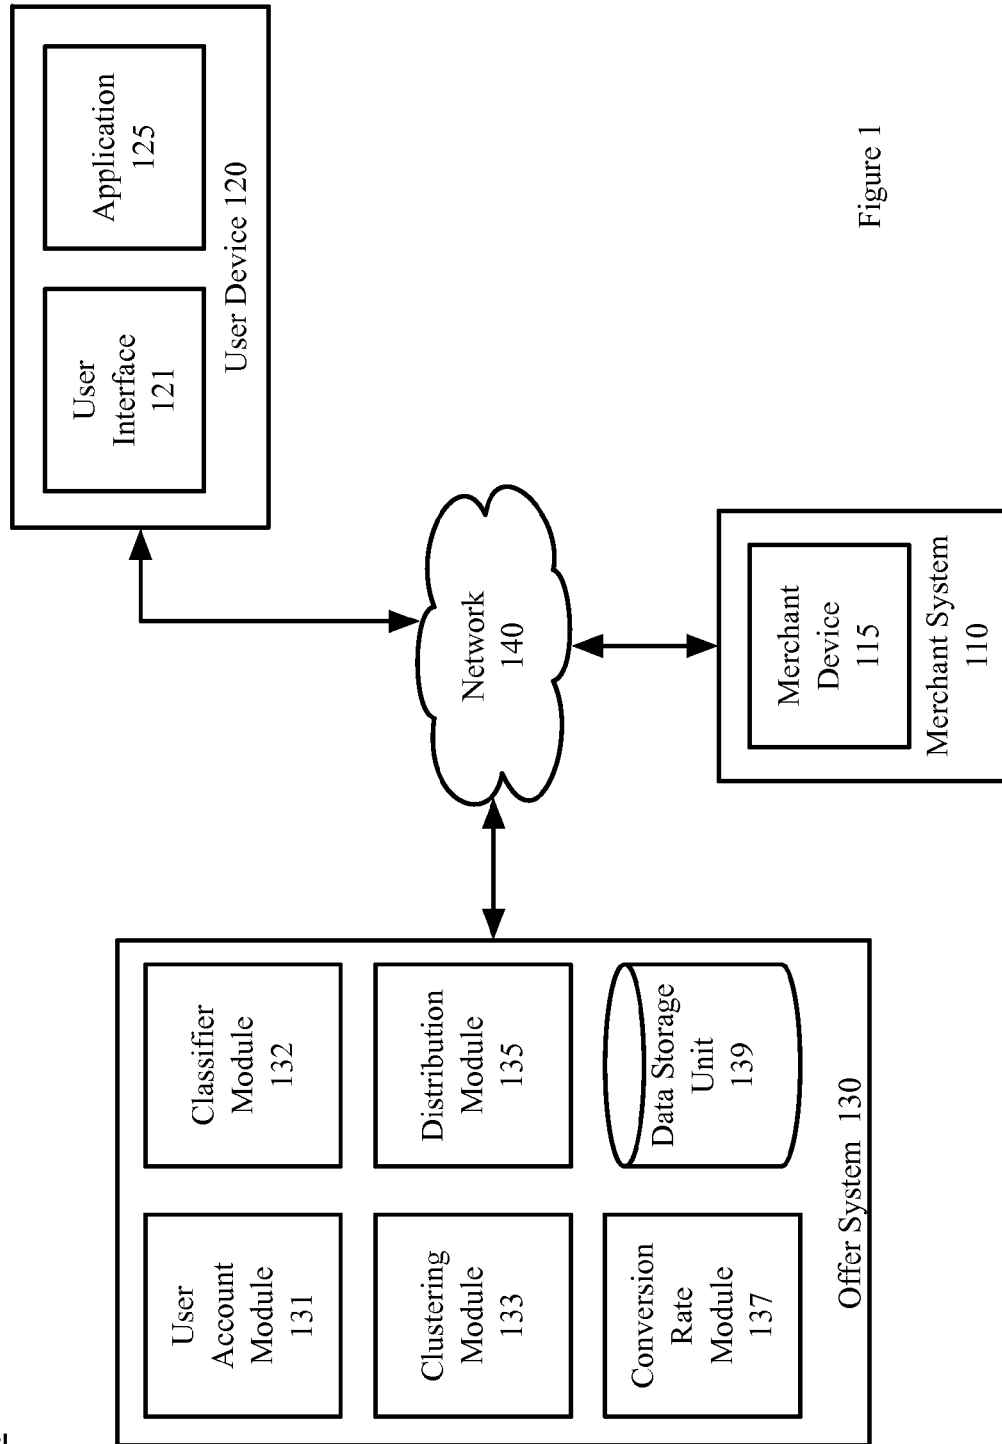 User
Account
Module
131
Classifier
Module
132
Clustering
Module
133
Distribution
Module
135
Conversion
Rate
Module
137
Data Storage
Unit
139
Offer System 130
Network
140
User
Interface
121
Application
125
User Device 120
Merchant
Device
115
Merchant System
110
Figure 1